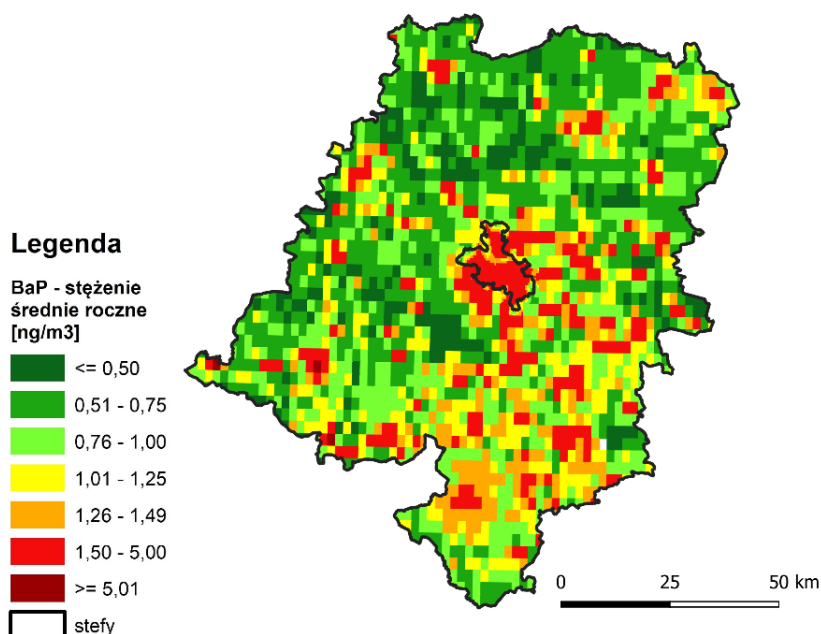 Legenda
BaP - stężenie
średnie roczne
[ng/m3]
<= 0,50
0,51 - 0,75
0,76 - 1,00
1,01 - 1,25
1,26 - 1,49
1,50 - 5,00
>= 5,01
stefy
0 25 50 km